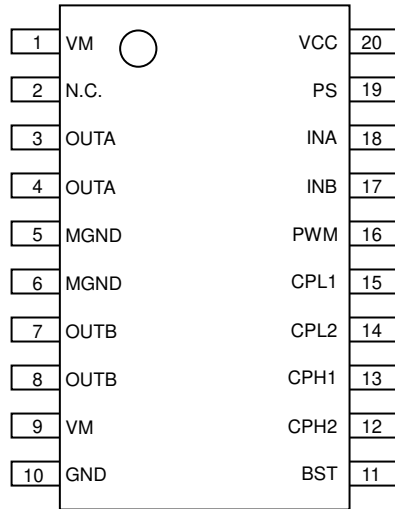 1 VM VCC 20
2 N.C. PS 19
3 OUTA INA 18
4 OUTA INB 17
5 MGND PWM 16
6 MGND CPL1 15
7 OUTB CPL2 14
8 OUTB CPH1 13
9 VM CPH2 12
10 GND BST 11